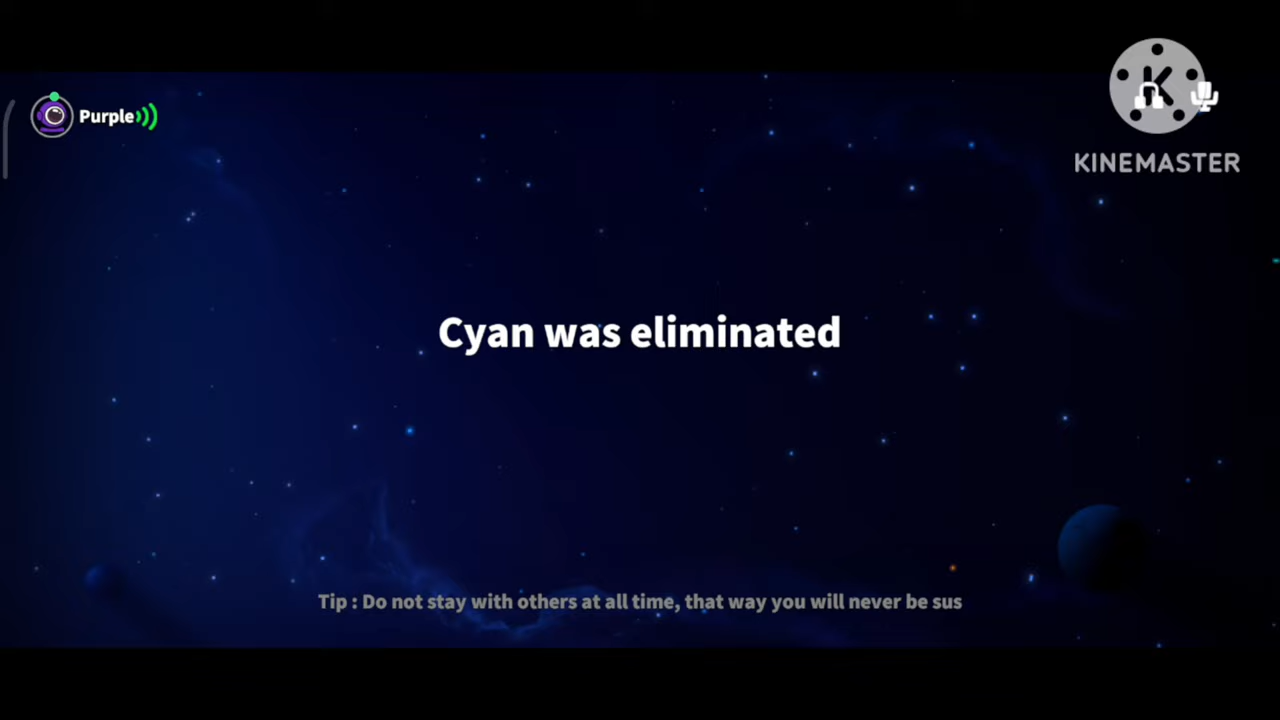 Purple
KINEMASTER
Cyan was eliminated
Tip : Do not stay with others at all time, that way you will never be sus